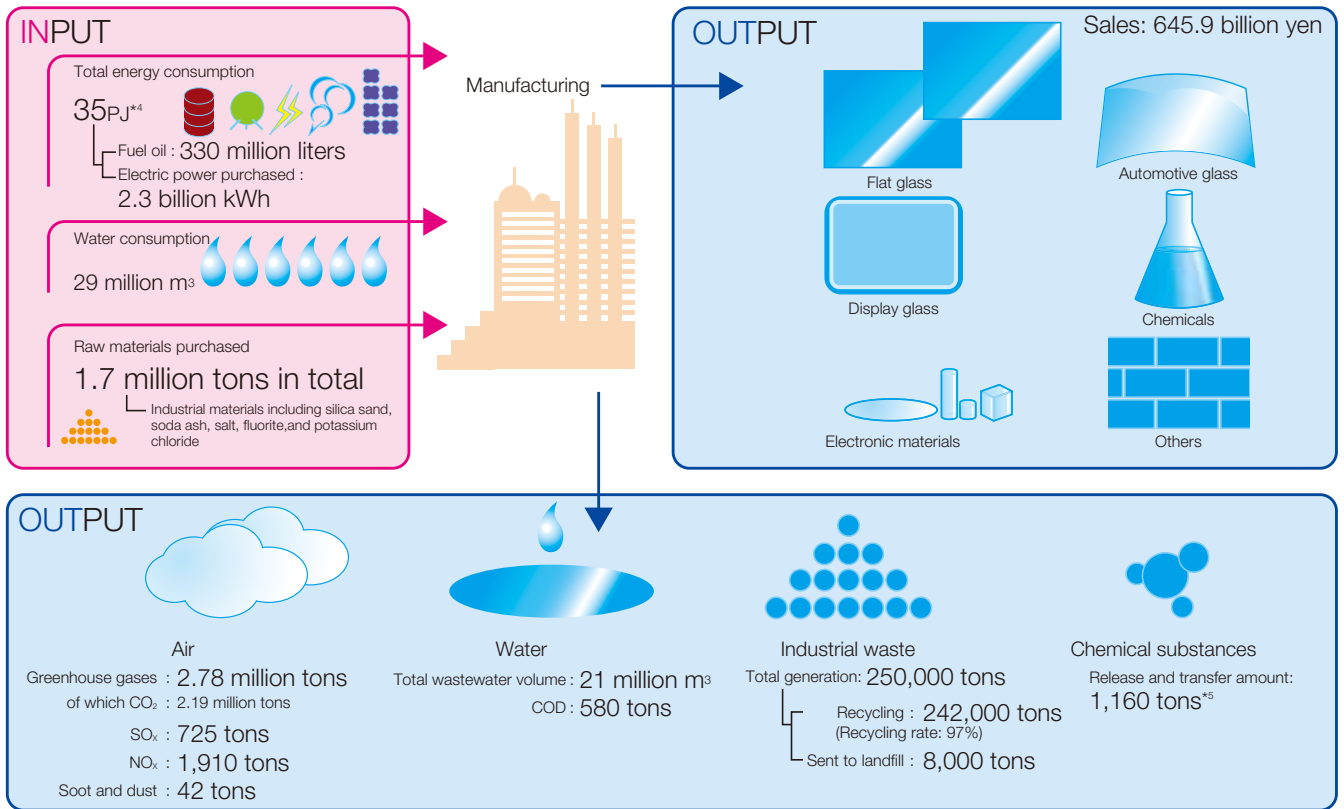 INPUT
Total energy consumption
35PJ*4
Fuel oil : 330 million liters
Electric power purchased :
2.3 billion kWh
Water consumption
29 million m3
Raw materials purchased
1.7 million tons in total
Industrial materials including silica sand,
soda ash, salt, fluorite,and potassium
chloride
Manufacturing
OUTPUT
Sales: 645.9 billion yen
Flat glass
Automotive glass
Display glass
Chemicals
Electronic materials
Others
OUTPUT
Air
Greenhouse gases : 2.78 million tons
of which CO₂ : 2.19 million tons
SOx : 725 tons
NOx : 1,910 tons
Soot and dust : 42 tons
Water
Total wastewater volume : 21 million m3
COD : 580 tons
Industrial waste
Total generation: 250,000 tons
Recycling : 242,000 tons
(Recycling rate: 97%)
Sent to landfill : 8,000 tons
Chemical substances
Release and transfer amount:
1,160 tons*5